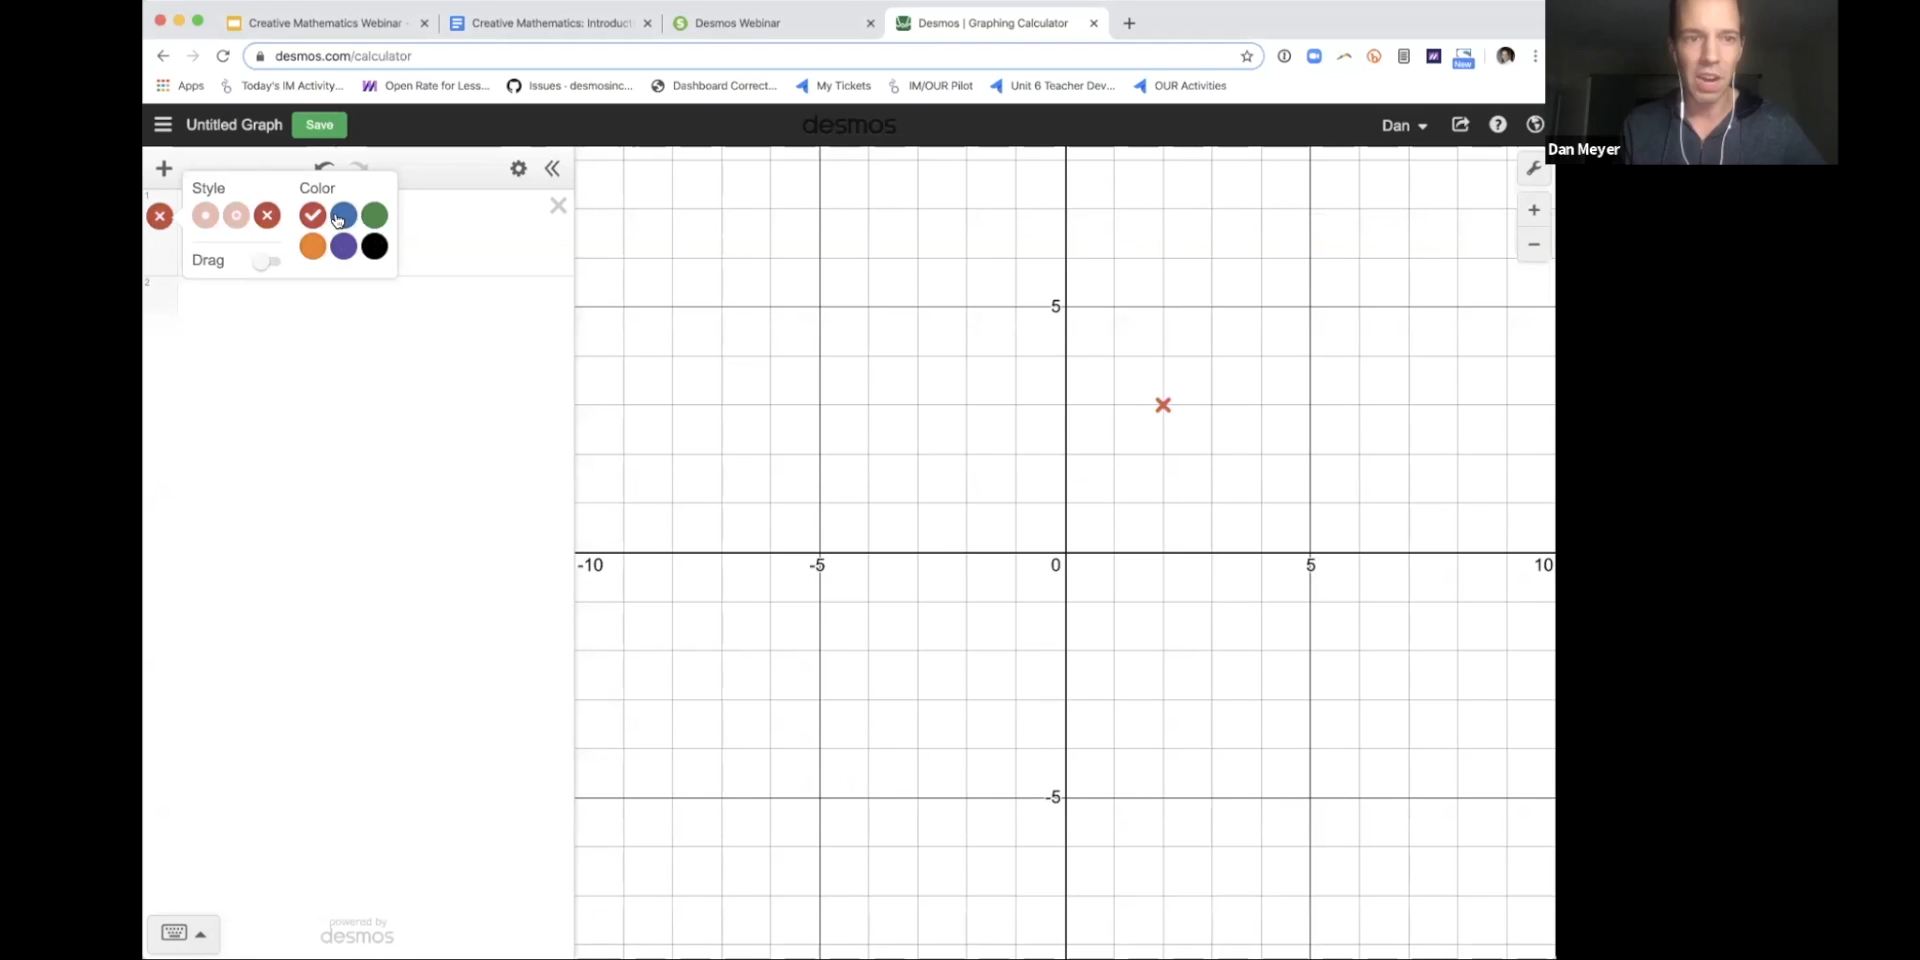 Creative Mathematics Webinar
Creative Mathematics: Introduct
Desmos Webinar
Desmos | Graphing Calculator
desmos.com/calculator
New
Apps
Today's IM Activity...
Open Rate for Less...
Issues - desmosinc...
Dashboard Correct...
My Tickets
IM/OUR Pilot
Unit 6 Teacher Dev...
OUR Activities
Untitled Graph
Save
desmos
Dan
Dan Meyer
Style
Color
Drag
1
2
5
-10
-5
0
5
10
-5
powered by
desmos